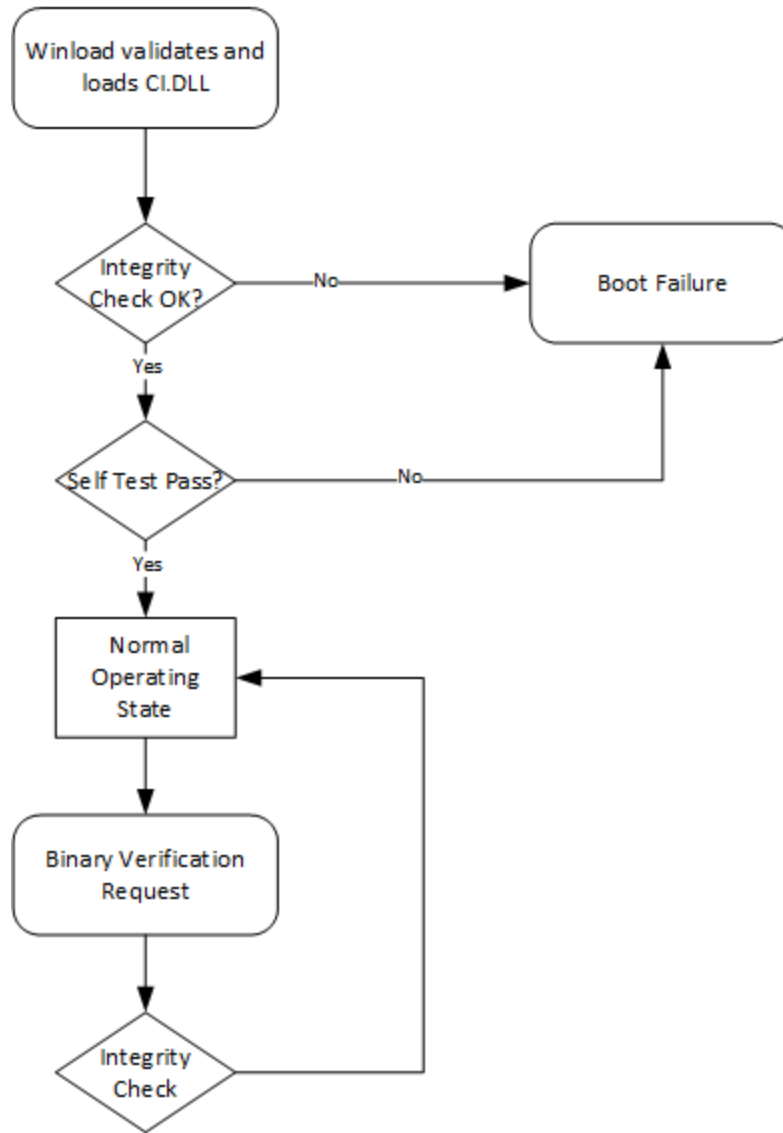 Winload validates and
loads CI.DLL
Integrity
Check OK?
No
Boot Failure
Yes
Self Test Pass?
No
Yes
Normal
Operating
State
Binary Verification
Request
Integrity
Check